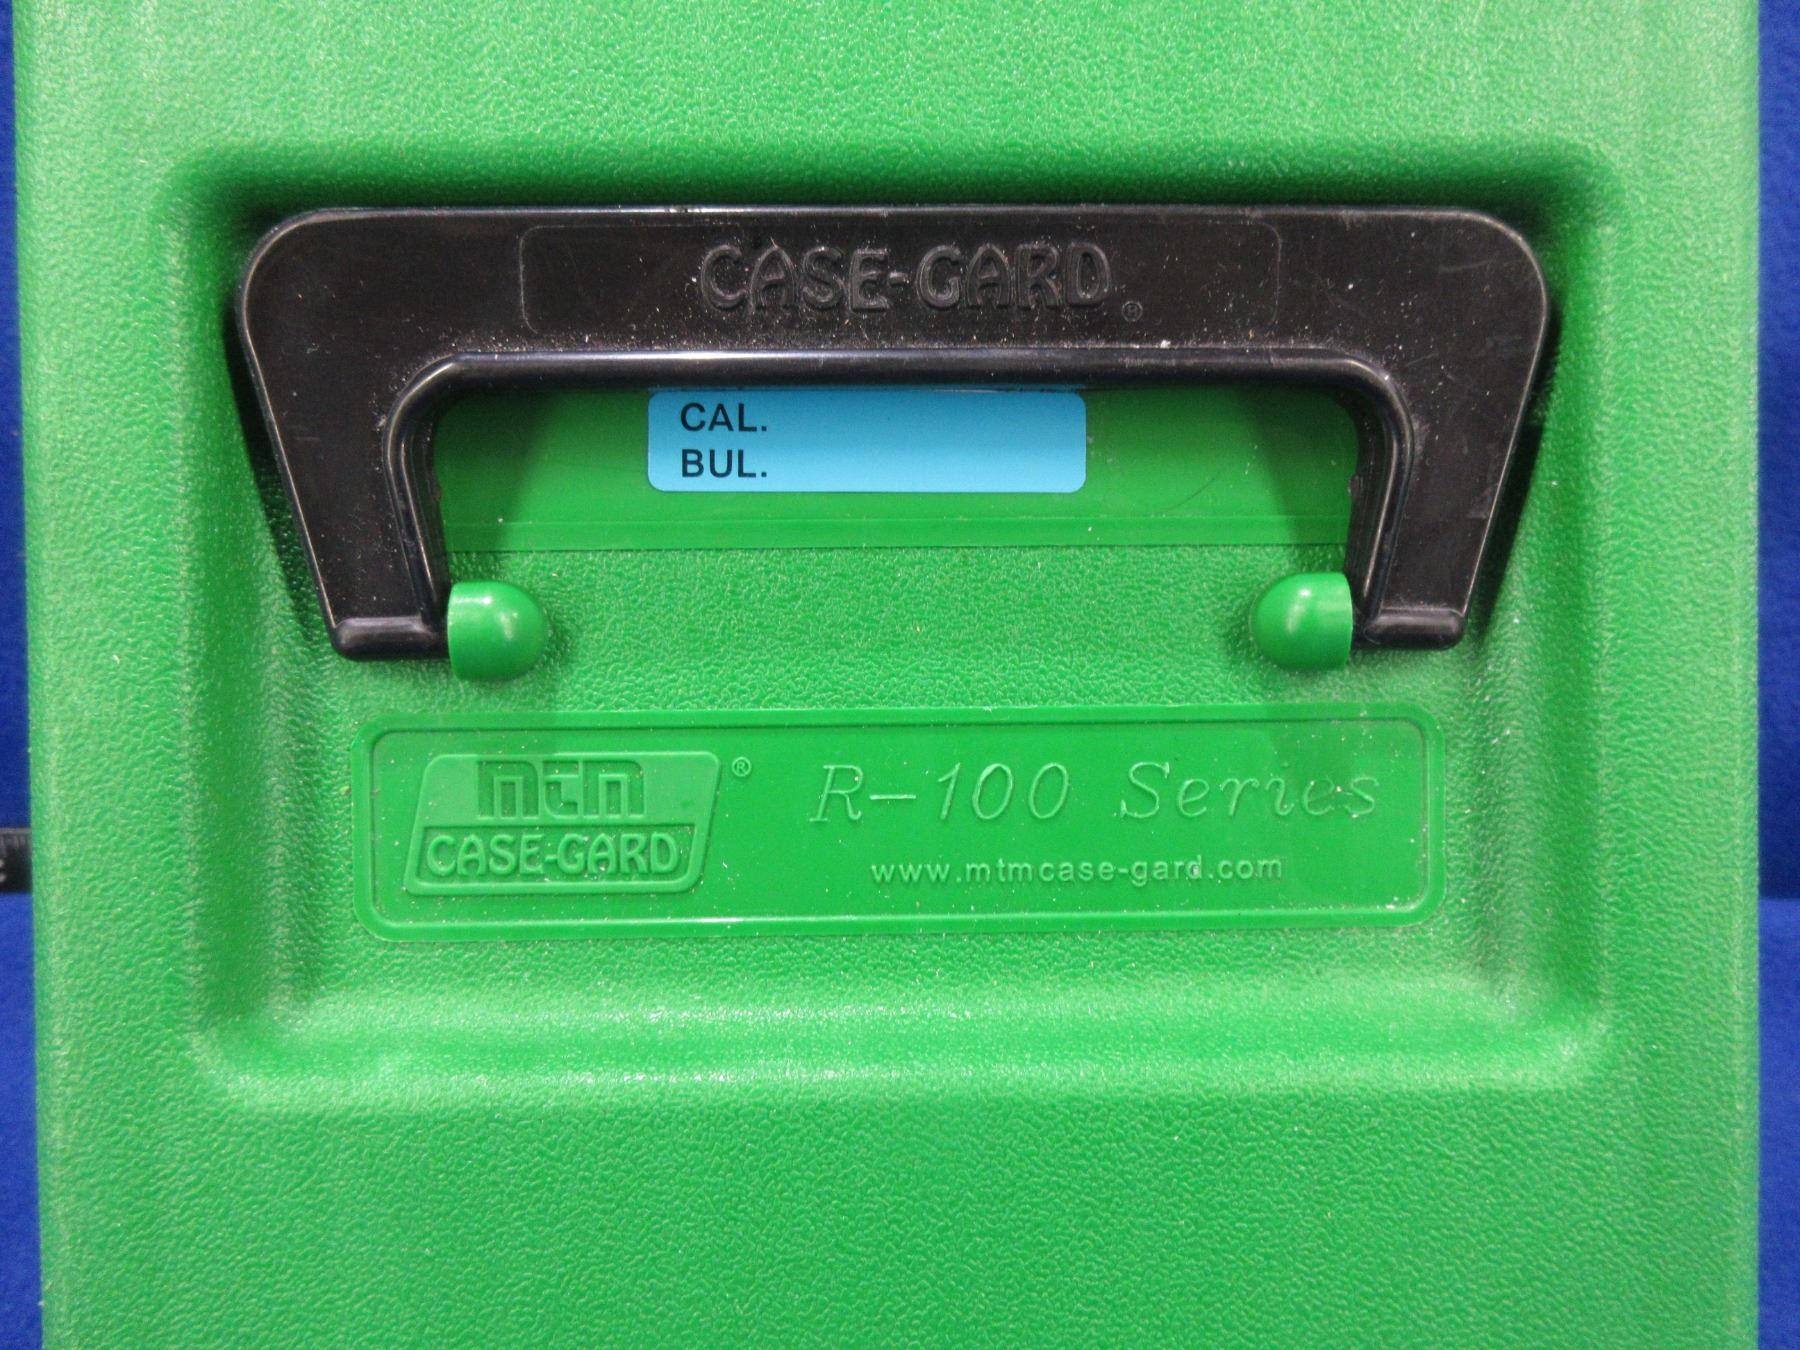 CASE-GARD®
CAL.
BUL.
mtm®
CASE-GARD
R-100 Series
www.mtmcase-gard.com